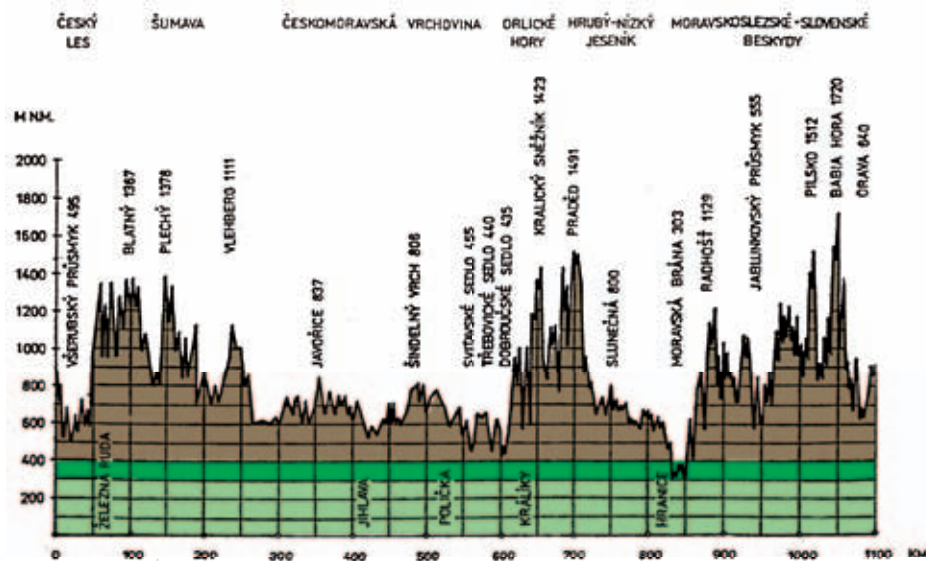 ČESKÝ
LES
ŠUMAVA
ČESKOMORAVSKÁ VRCHOVINA
ORLICKÉ
HORY
HRUBÝ-NÍZKÝ
JESENÍK
MORAVSKOSLEZSKÉ-SLOVENSKÉ
BESKYDY
M NM.
2000
1800
1600
1400
1200
1000
800
600
400
200
VŠERUBSKÝ PRŮSMYK 495
BLATNÝ 1367
PLECHÝ 1378
VLENBERG 1111
JAVOŘICE 837
ŠINDELNÝ VRCH 806
SVITAVSKÉ SEDLO 455
TŘEBOVICKÉ SEDLO 440
DOBROUČSKÉ SEDLO 435
KRALICKÝ SNĚŽNÍK 1423
PRADĚD 1491
SLUNEČNÁ 800
MORAVSKÁ BRÁNA 303
RADHOŠŤ 1129
JABLUNKOVSKÝ PRŮSMYK 555
PILSKO 1512
BABIA HORA 1720
ORAVA 640
ŽELEZNÁ RUDA
JIHLAVA
POLIČKA
KRÁLÍKY
HRANICE
0 100 200 300 400 500 600 700 800 900 1000 1100 KM